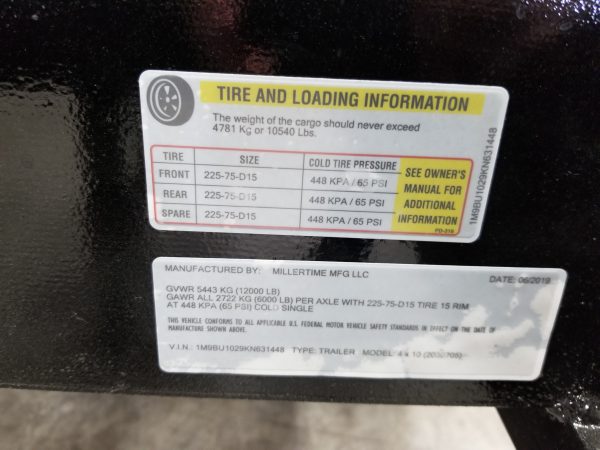 TIRE AND LOADING INFORMATION
The weight of the cargo should never exceed
4781 Kg or 10540 Lbs.
TIRE SIZE COLD TIRE PRESSURE
FRONT 225-75-D15 448 KPA / 65 PSI
REAR 225-75-D15 448 KPA / 65 PSI
SPARE 225-75-D15 448 KPA / 65 PSI
SEE OWNER'S
MANUAL FOR
ADDITIONAL
INFORMATION
PD-316
1M9BU1029KN631448
MANUFACTURED BY: MILLERTIME MFG LLC DATE: 06/2019
GVWR 5443 KG (12000 LB)
GAWR ALL 2722 KG (6000 LB) PER AXLE WITH 225-75-D15 TIRE 15 RIM
AT 448 KPA (65 PSI) COLD SINGLE
THIS VEHICLE CONFORMS TO ALL APPLICABLE U.S. FEDERAL MOTOR VEHICLE SAFETY STANDARDS IN EFFECT ON THE DATE OF
MANUFACTURE SHOWN ABOVE.
V.I.N.: 1M9BU1029KN631448 TYPE: TRAILER MODEL: 4 x 10